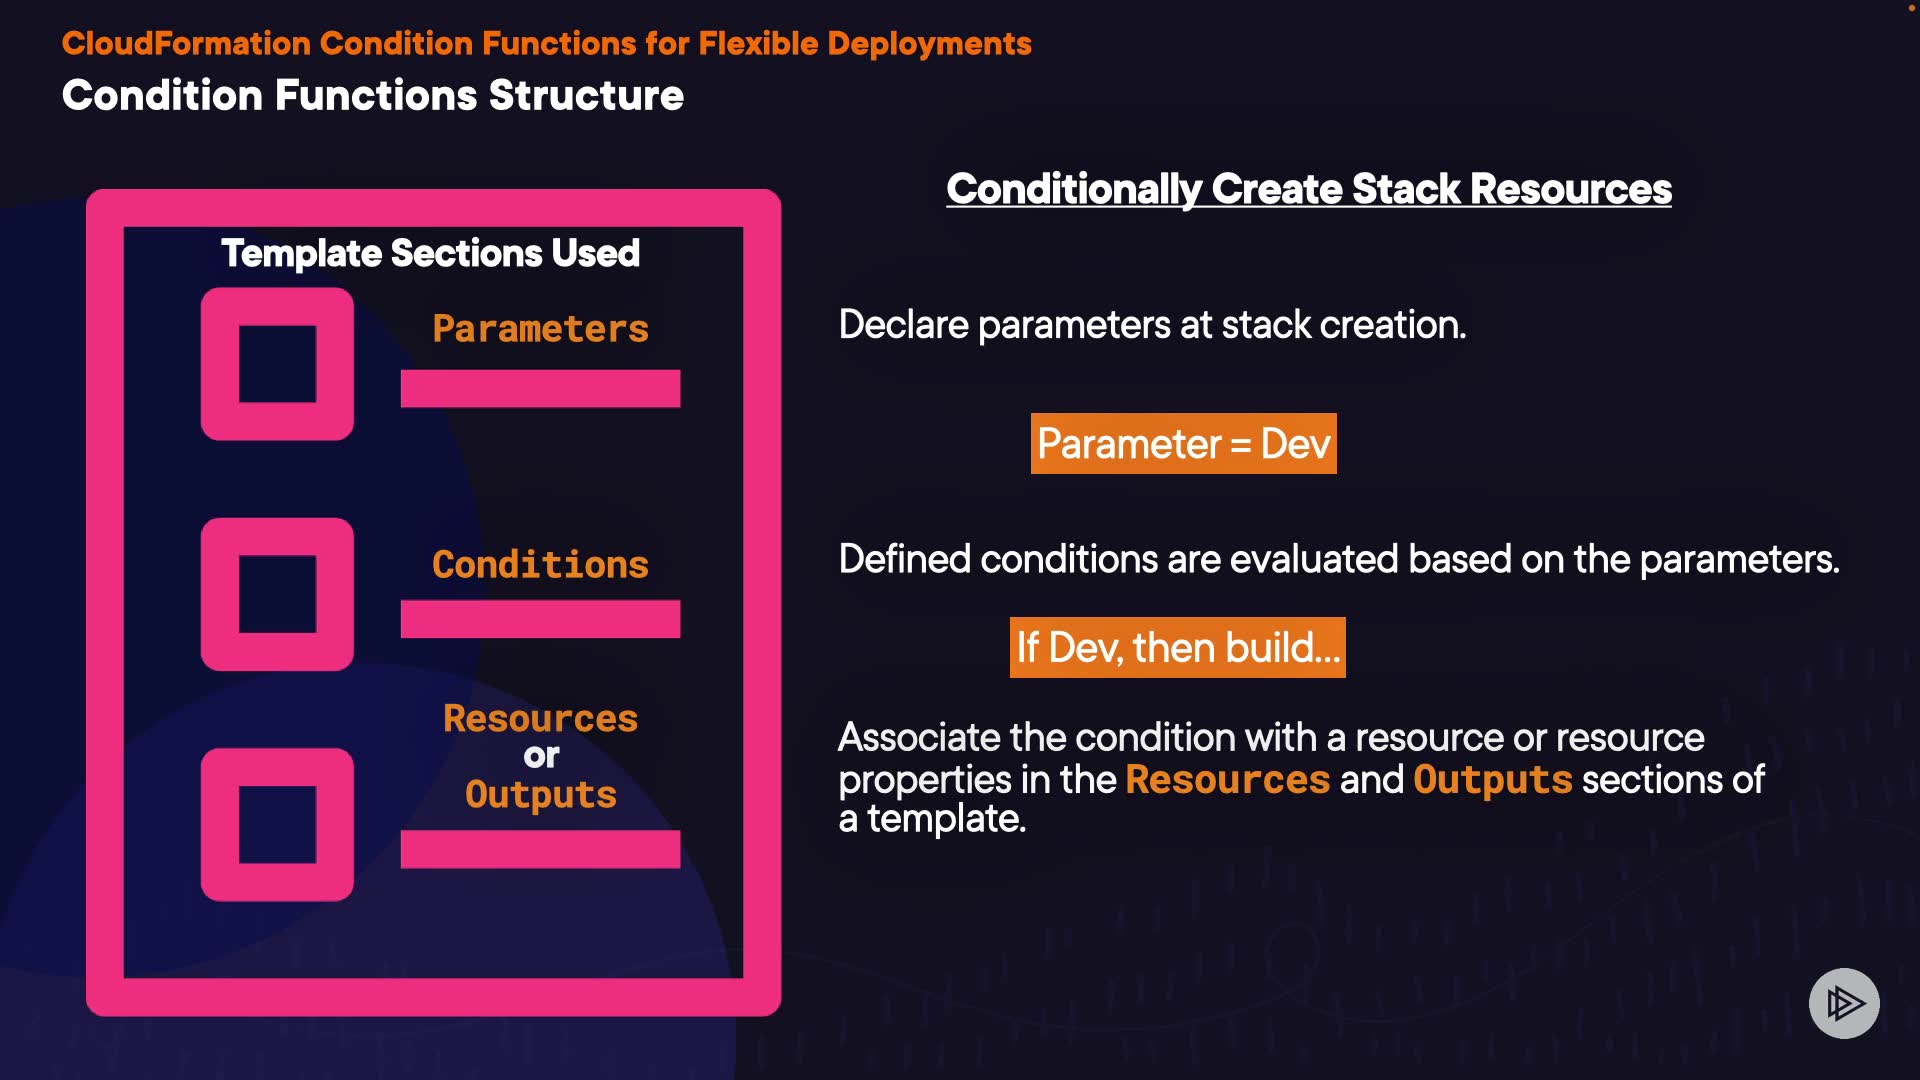 CloudFormation Condition Functions for Flexible Deployments
Condition Functions Structure
Template Sections Used
Parameters
Conditions
Resources
or
Outputs
Conditionally Create Stack Resources
Declare parameters at stack creation.
Parameter = Dev
Defined conditions are evaluated based on the parameters.
If Dev, then build...
Associate the condition with a resource or resource
properties in the Resources and Outputs sections of
a template.